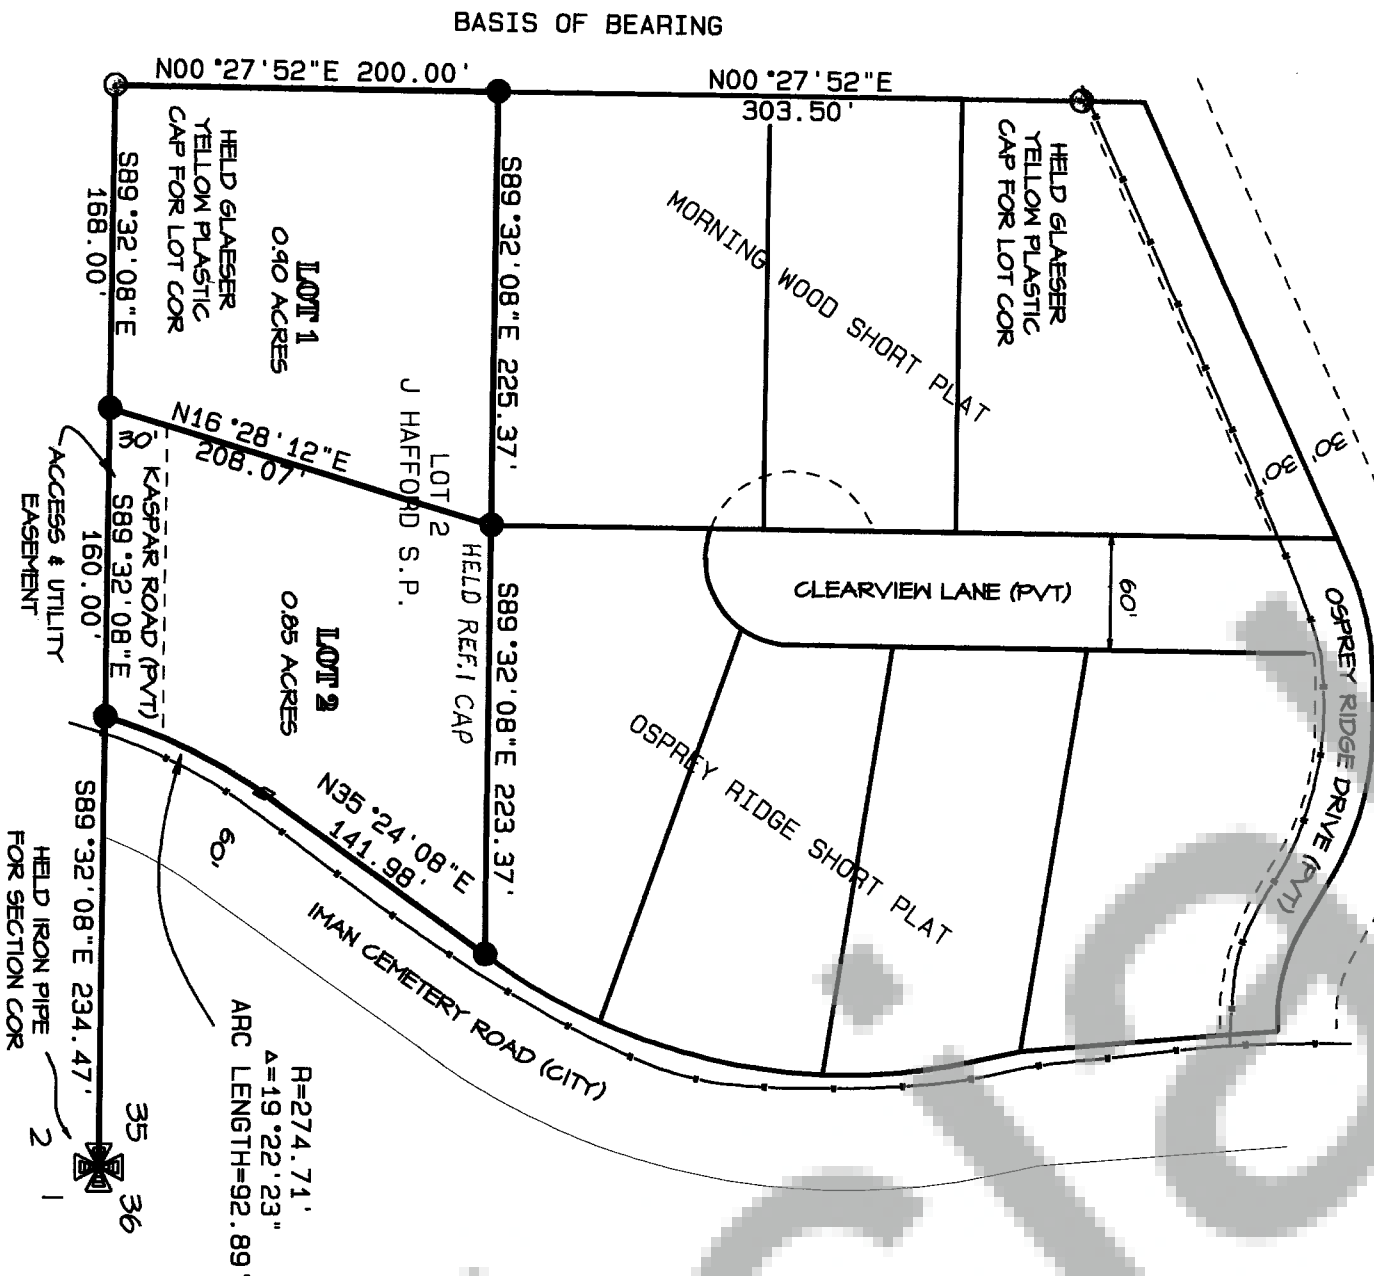 BASIS OF BEARING
N00°27'52"E 200.00'
N00°27'52"E
303.50'
HELD GLAESER
YELLOW PLASTIC
CAP FOR LOT COR
HELD GLAESER
YELLOW PLASTIC
CAP FOR LOT COR
S89°32'08"E
168.00'
LOT 1
0.90 ACRES
S89°32'08"E 225.37'
MORNING WOOD SHORT PLAT
30'
30'
N16°28'12"E
208.07'
LOT 2
J HAFFORD S.P.
HELD REF.1 CAP
30'
KASPAR ROAD (PVT)
S89°32'08"E
160.00'
ACCESS & UTILITY
EASEMENT
LOT 2
0.85 ACRES
S89°32'08"E 223.37'
CLEARVIEW LANE (PVT)
60'
OSPREY RIDGE DRIVE (PVT)
OSPREY RIDGE SHORT PLAT
N35°24'08"E
141.98'
60'
IMAN CEMETERY ROAD (CITY)
S89°32'08"E 234.47'
HELD IRON PIPE
FOR SECTION COR
R=274.71'
Δ=19°22'23"
ARC LENGTH=92.89'
35
2
36
1